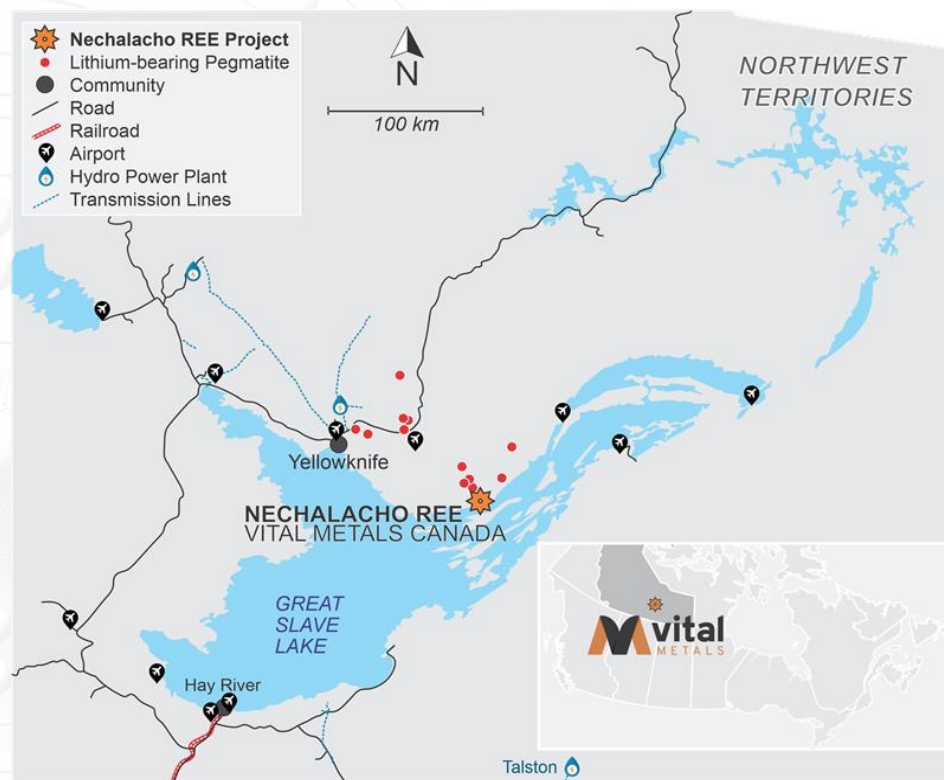 Nechalacho REE Project
Lithium-bearing Pegmatite
Community
Road
Railroad
Airport
Hydro Power Plant
Transmission Lines
N
100 km
NORTHWEST
TERRITORIES
Yellowknife
NECHALACHO REE
VITAL METALS CANADA
GREAT
SLAVE
LAKE
Hay River
vital
METALS
Talston